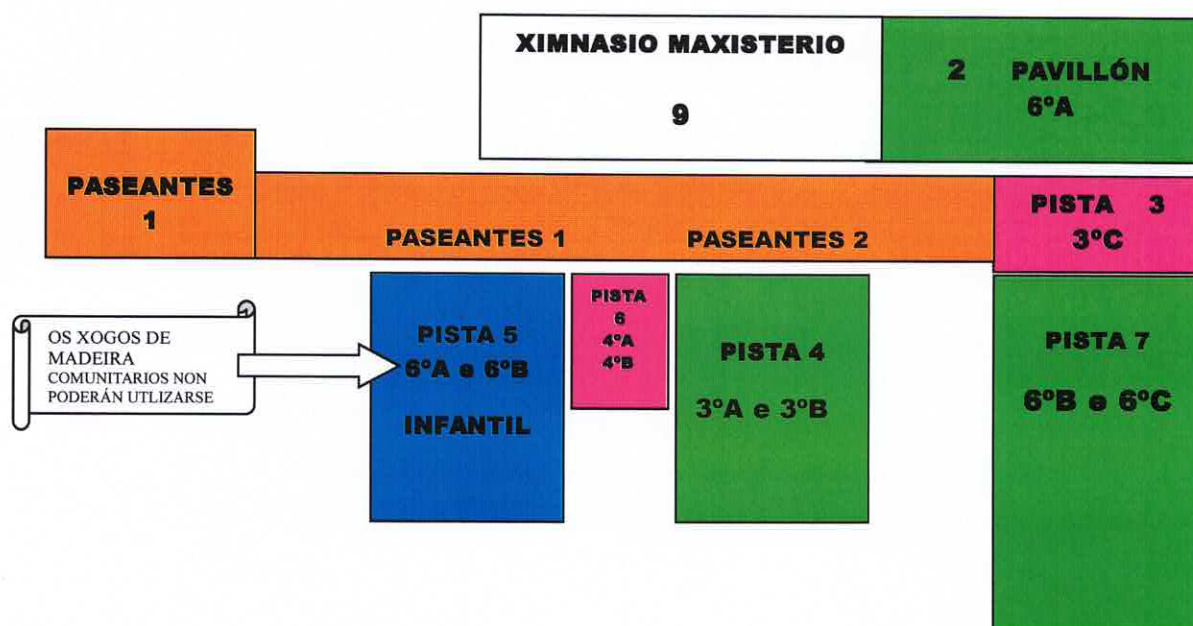 XIMNASIO MAXISTERIO
9
2 PAVILLÓN
6ºA
PASEANTES
1
PASEANTES 1
PASEANTES 2
PISTA 3
3ºC
OS XOGOS DE
MADEIRA
COMUNITARIOS NON
PODERÁN UTLIZARSE
PISTA 5
6ºA e 6ºB
INFANTIL
PISTA
6
4ºA
4ºB
PISTA 4
3ºA e 3ºB
PISTA 7
6ºB e 6ºC